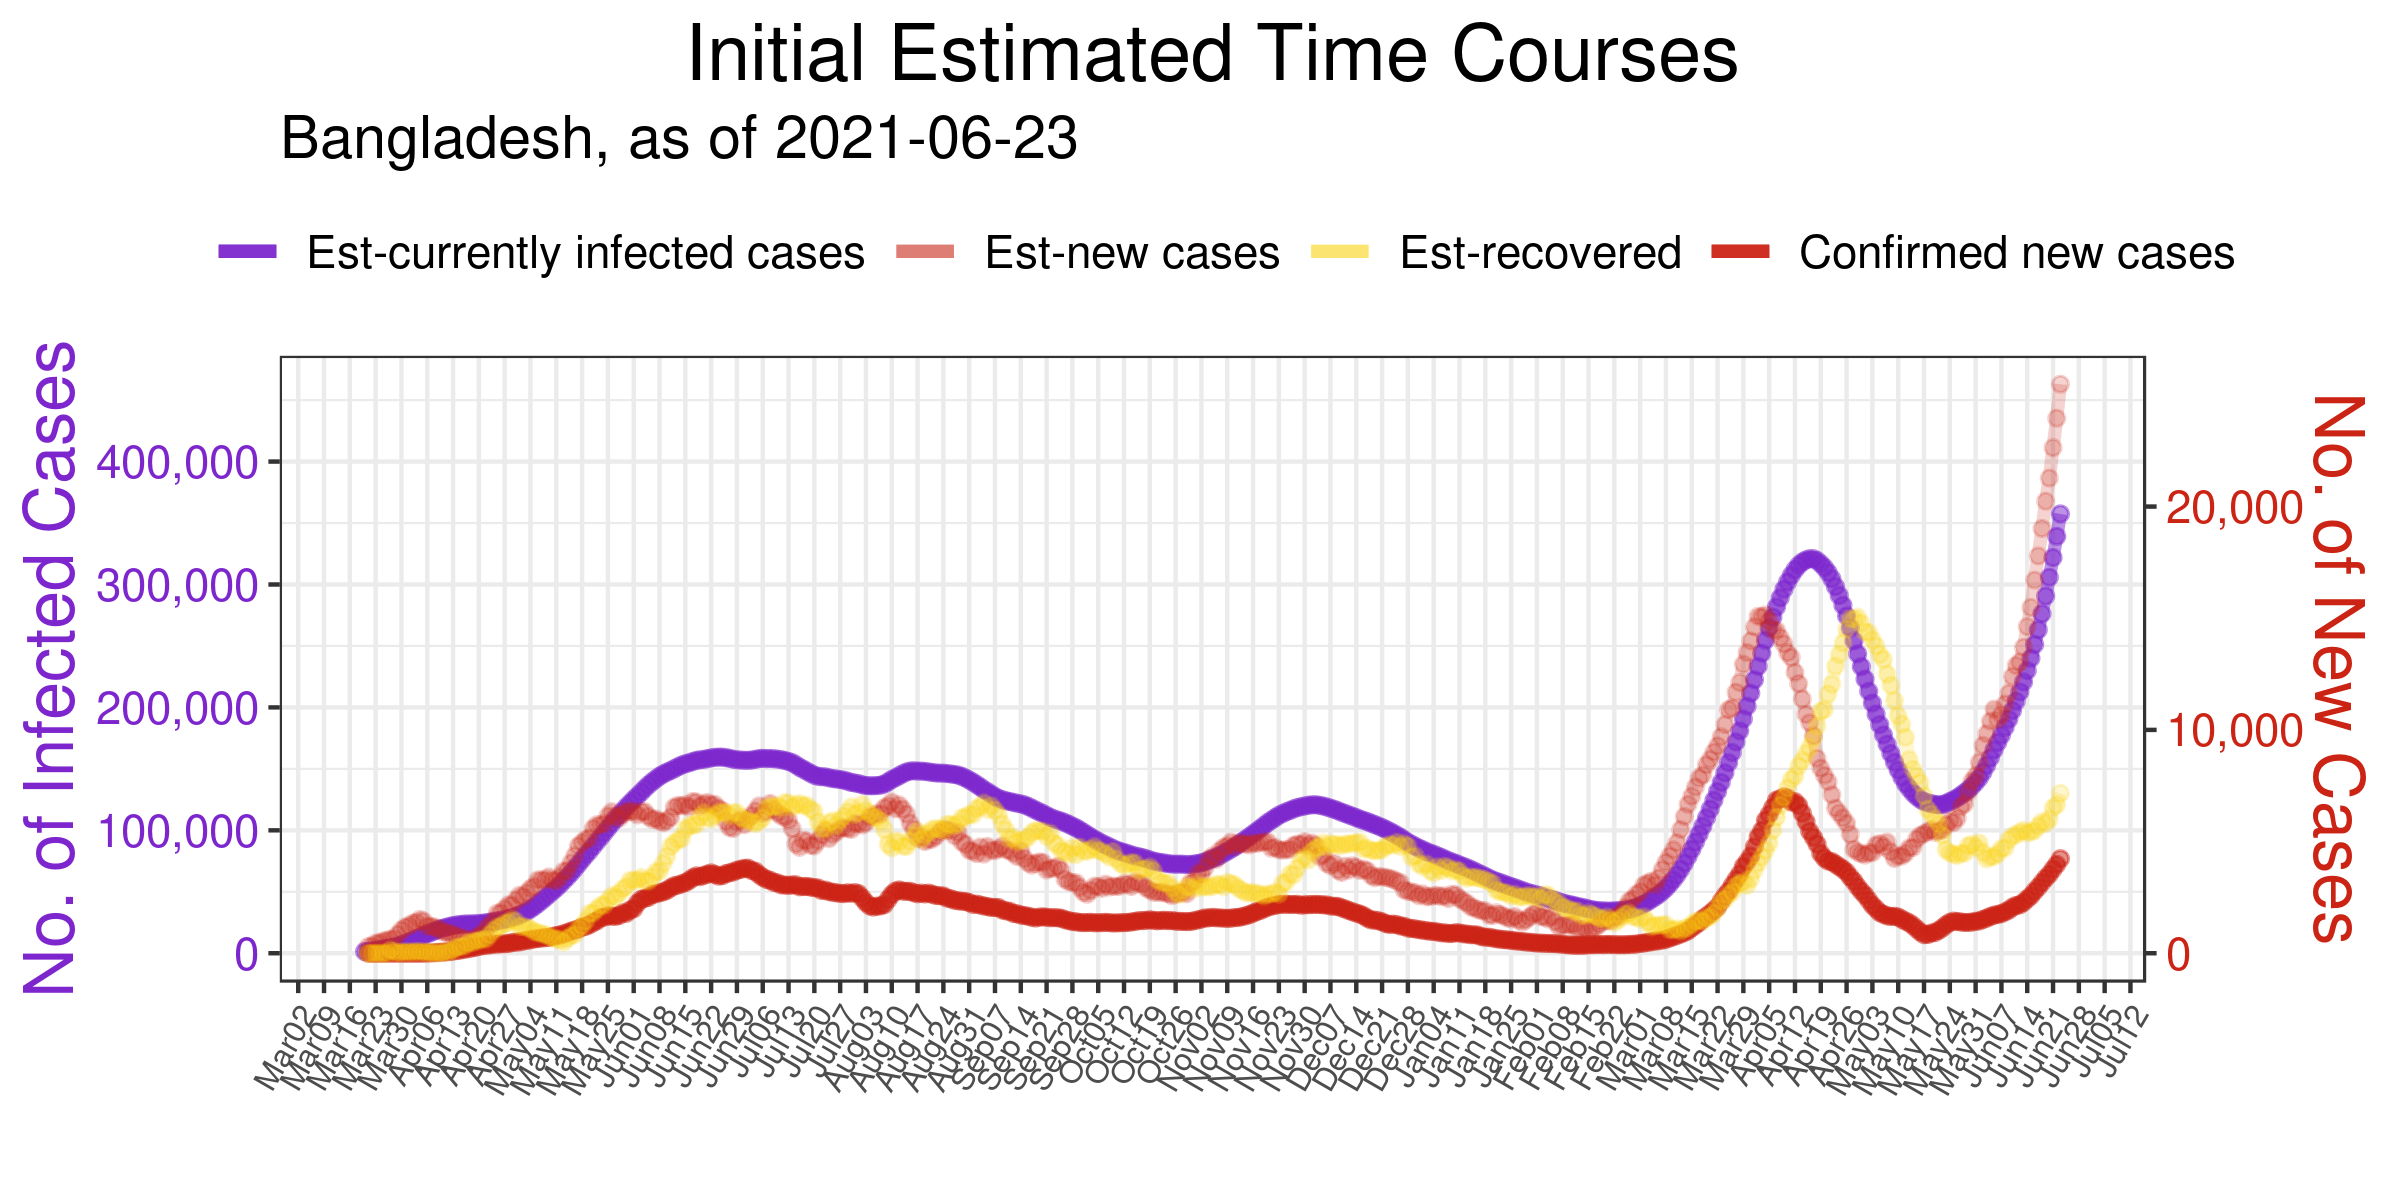 Initial Estimated Time Courses
Bangladesh, as of 2021-06-23
Est-currently infected cases
Est-new cases
Est-recovered
Confirmed new cases
No. of Infected Cases
400,000
300,000
200,000
100,000
0
No. of New Cases
20,000
10,000
0
Mar02
Mar09
Mar16
Mar23
Mar30
Apr06
Apr13
Apr20
Apr27
May04
May11
May18
May25
Jun01
Jun08
Jun15
Jun22
Jun29
Jul06
Jul13
Jul20
Jul27
Aug03
Aug10
Aug17
Aug24
Aug31
Sep07
Sep14
Sep21
Sep28
Oct05
Oct12
Oct19
Oct26
Nov02
Nov09
Nov16
Nov23
Nov30
Dec07
Dec14
Dec21
Dec28
Jan04
Jan11
Jan18
Jan25
Feb01
Feb08
Feb15
Feb22
Mar01
Mar08
Mar15
Mar22
Mar29
Apr05
Apr12
Apr19
Apr26
May03
May10
May17
May24
May31
Jun07
Jun14
Jun21
Jun28
Jul05
Jul12